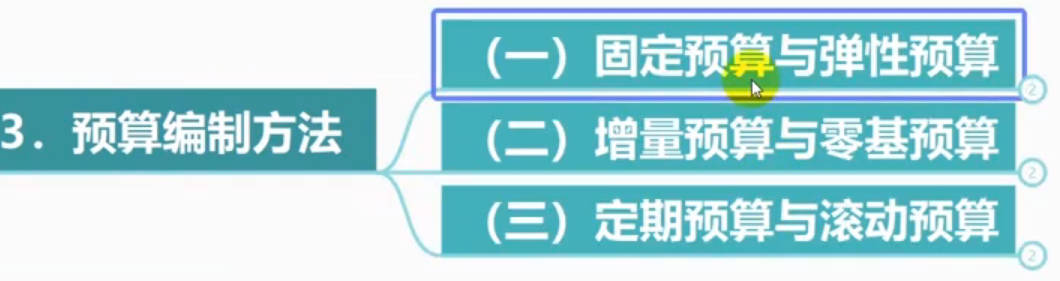 3. 预算编制方法
（一）固定预算与弹性预算
2
（二）增量预算与零基预算
2
（三）定期预算与滚动预算
2